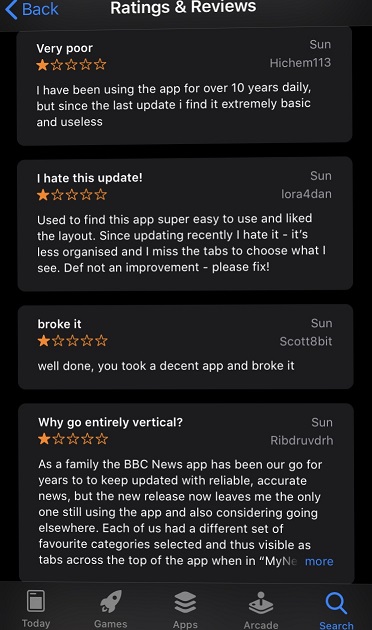 Back
Ratings & Reviews
Very poor
Sun
Hichem113
I have been using the app for over 10 years daily,
but since the last update i find it extremely basic
and useless
I hate this update!
Sun
lora4dan
Used to find this app super easy to use and liked
the layout. Since updating recently I hate it - it's
less organised and I miss the tabs to choose what I
see. Def not an improvement - please fix!
broke it
Sun
Scott8bit
well done, you took a decent app and broke it
Why go entirely vertical?
Sun
Ribdruvdrh
As a family the BBC News app has been our go for
years to to keep updated with reliable, accurate
news, but the new release now leaves me the only
one still using the app and also considering going
elsewhere. Each of us had a different set of
favourite categories selected and thus visible as
tabs across the top of the app when in “MyNe more
Today
Games
Apps
Arcade
Search